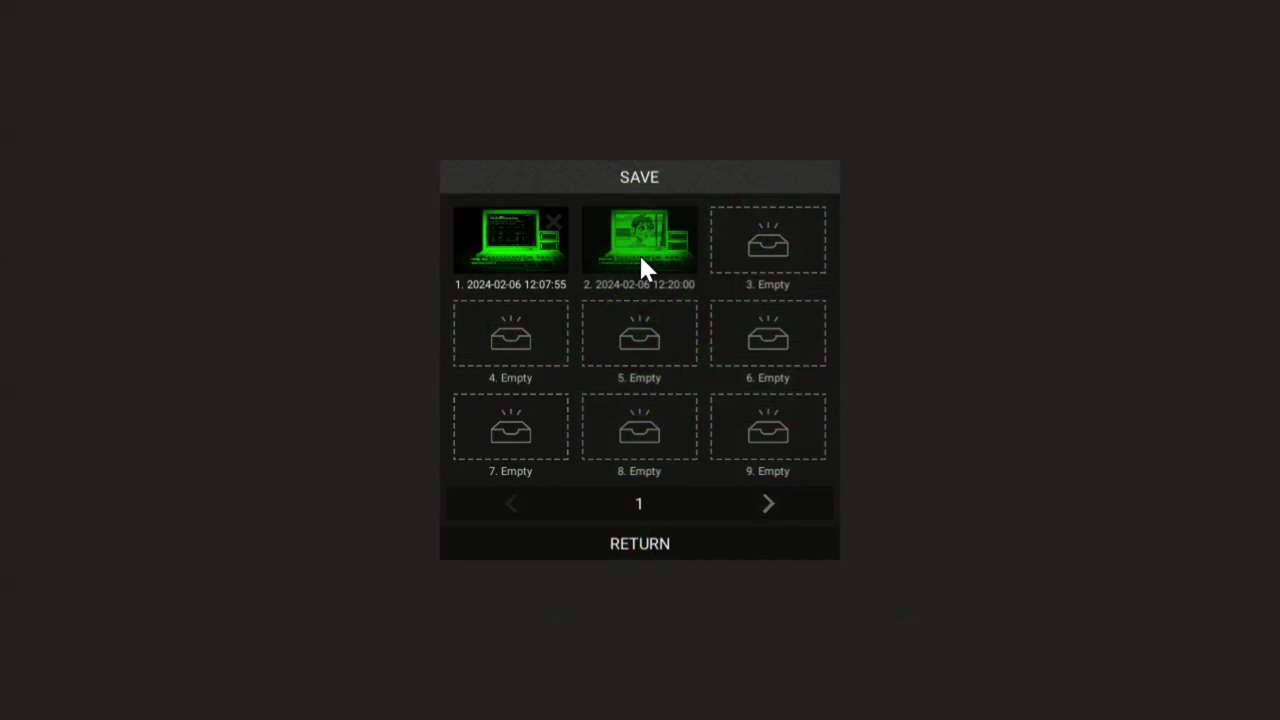 SAVE
1. 2024-02-06 12:07:55
2. 2024-02-06 12:20:00
3. Empty
4. Empty
5. Empty
6. Empty
7. Empty
8. Empty
9. Empty
1
RETURN